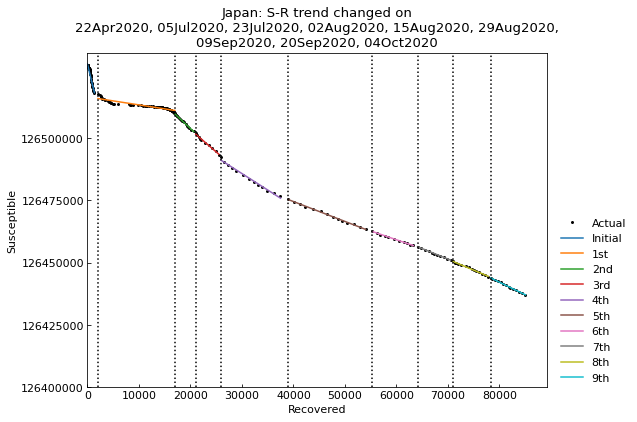 Japan: S-R trend changed on
22Apr2020, 05Jul2020, 23Jul2020, 02Aug2020, 15Aug2020, 29Aug2020,
09Sep2020, 20Sep2020, 04Oct2020
126500000
126475000
126450000
126425000
126400000
Susceptible
0 10000 20000 30000 40000 50000 60000 70000 80000
Recovered
Actual
Initial
1st
2nd
3rd
4th
5th
6th
7th
8th
9th